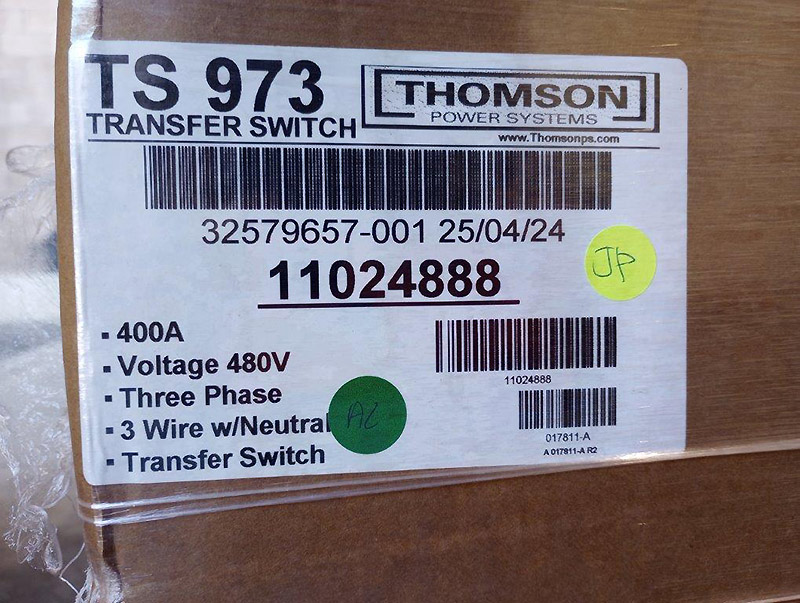 TS 973
TRANSFER SWITCH
THOMSON
POWER SYSTEMS
www.Thomsonps.com
32579657-001 25/04/24
11024888
JP
▪ 400A
▪ Voltage 480V
▪ Three Phase
▪ 3 Wire w/Neutral
▪ Transfer Switch
11024888
017811-A
A 017811-A R2